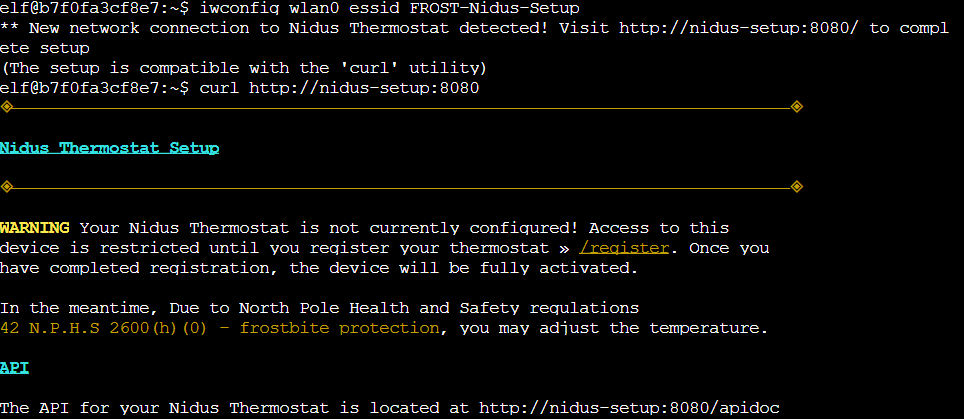 elf@b7f0fa3cf8e7:~$ iwconfig wlan0 essid FROST-Nidus-Setup
** New network connection to Nidus Thermostat detected! Visit http://nidus-setup:8080/ to compl
ete setup
(The setup is compatible with the 'curl' utility)
elf@b7f0fa3cf8e7:~$ curl http://nidus-setup:8080
Nidus Thermostat Setup
WARNING Your Nidus Thermostat is not currently configured! Access to this
device is restricted until you register your thermostat » /register. Once you
have completed registration, the device will be fully activated.
In the meantime, Due to North Pole Health and Safety regulations
42 N.P.H.S 2600(h)(0) - frostbite protection, you may adjust the temperature.
API
The API for your Nidus Thermostat is located at http://nidus-setup:8080/apidoc